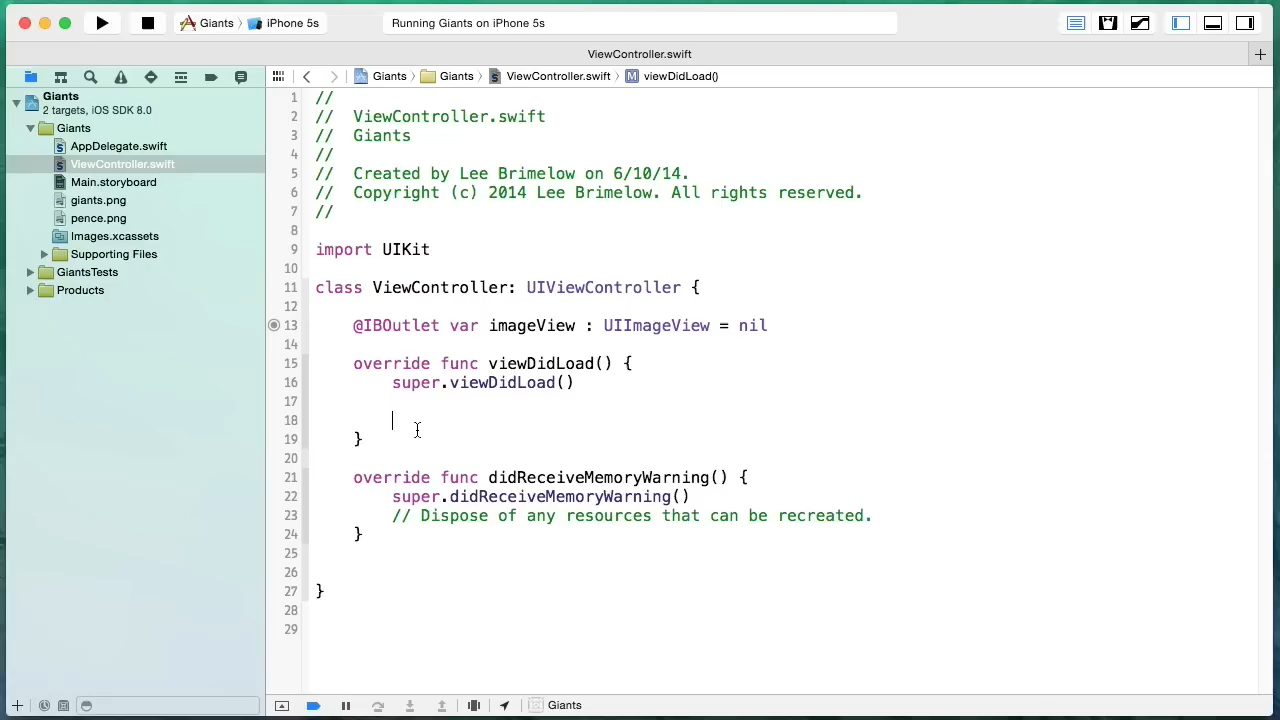 Giants
iPhone 5s
Running Giants on iPhone 5s
ViewController.swift
Giants
Giants
ViewController.swift
M
viewDidLoad()
Giants
2 targets, iOS SDK 8.0
Giants
AppDelegate.swift
ViewController.swift
Main.storyboard
giants.png
pence.png
Images.xcassets
Supporting Files
GiantsTests
Products
1 //
2 //  ViewController.swift
3 //  Giants
4 //
5 //  Created by Lee Brimelow on 6/10/14.
6 //  Copyright (c) 2014 Lee Brimelow. All rights reserved.
7 //
8
9 import UIKit
10
11 class ViewController: UIViewController {
12
13     @IBOutlet var imageView : UIImageView = nil
14
15     override func viewDidLoad() {
16         super.viewDidLoad()
17
18
19     }
20
21     override func didReceiveMemoryWarning() {
22         super.didReceiveMemoryWarning()
23         // Dispose of any resources that can be recreated.
24     }
25
26
27 }
28
29
Giants